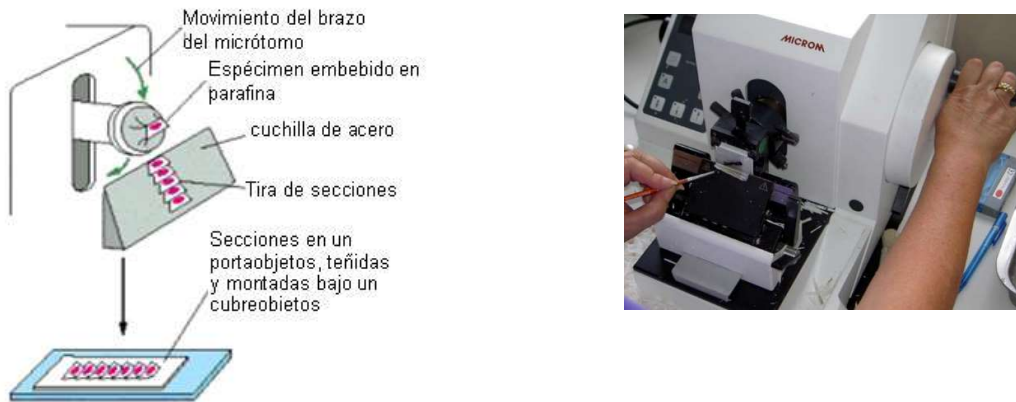 Movimiento del brazo
del micrótomo
Espécimen embebido en
parafina
cuchilla de acero
Tira de secciones
Secciones en un
portaobjetos, teñidas
y montadas bajo un
cubreobietos
MICROM